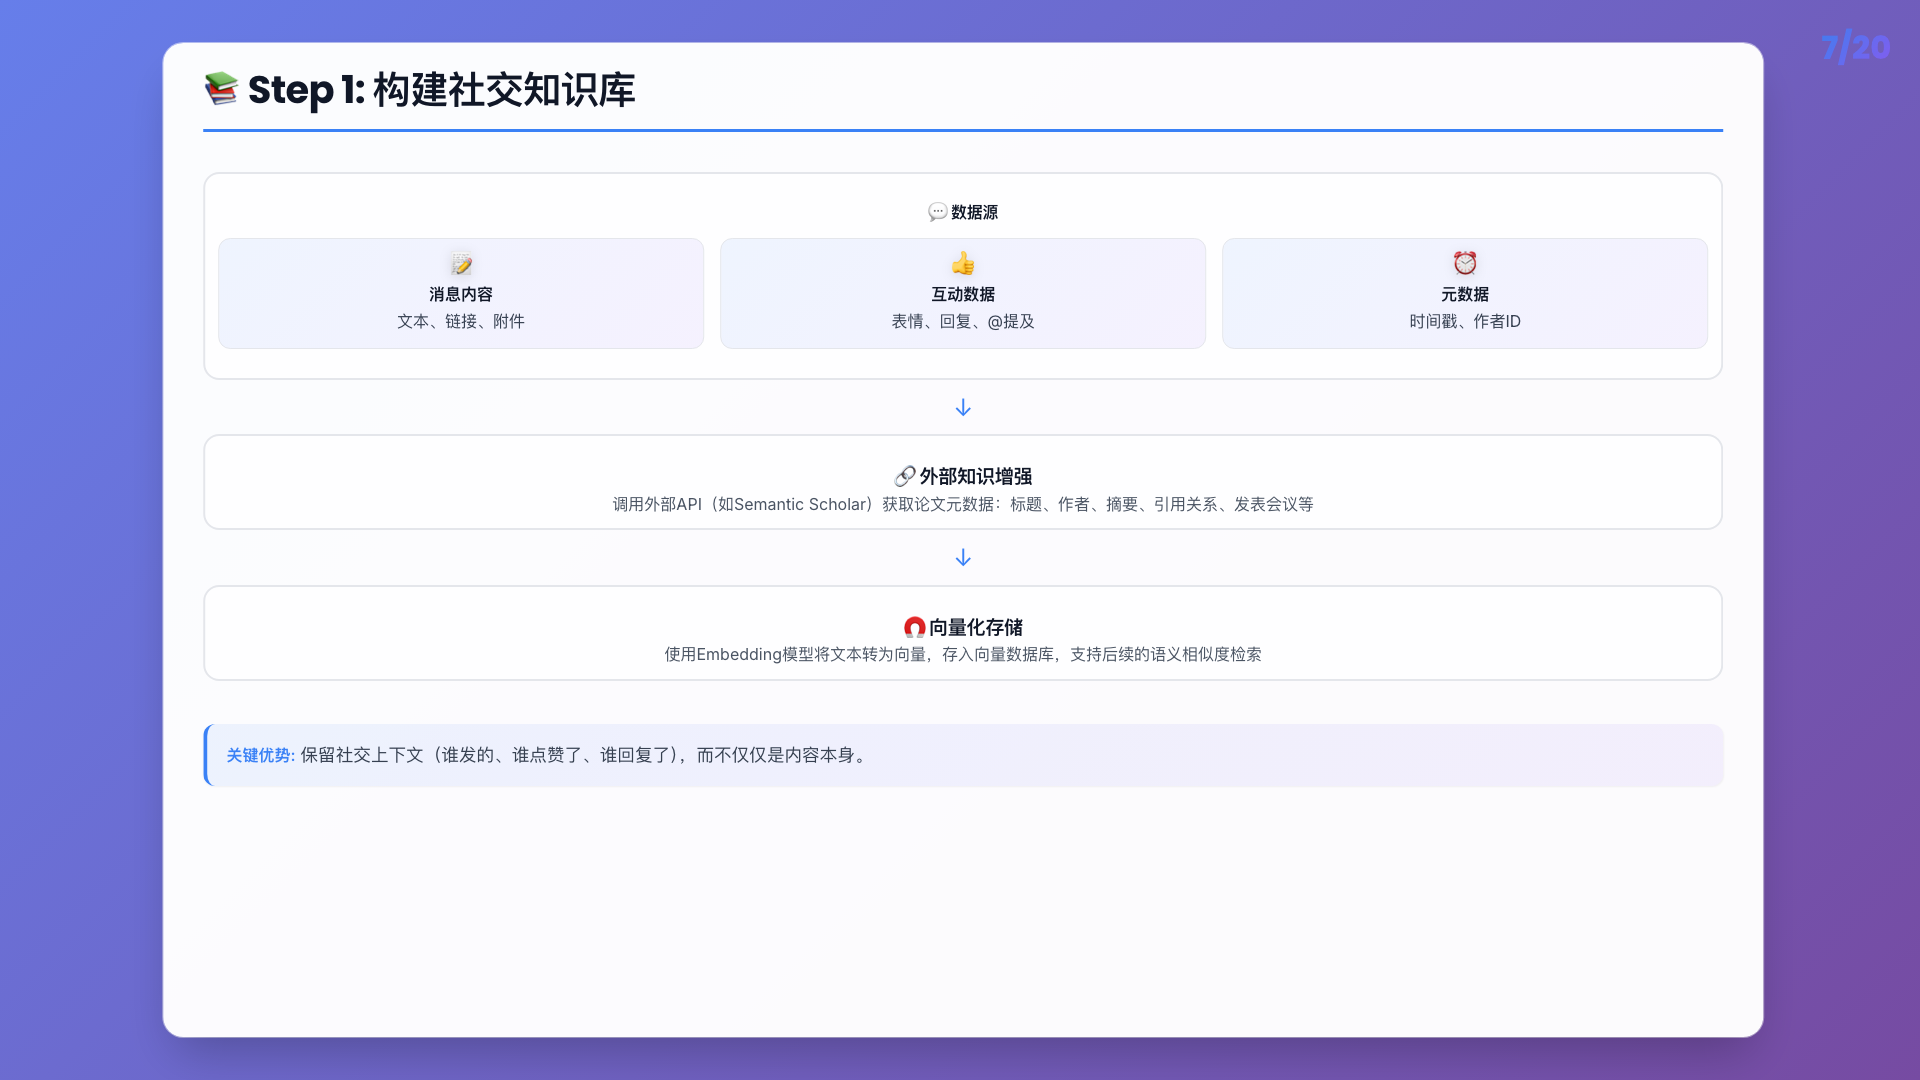 7/20
Step 1: 构建社交知识库
数据源
消息内容
文本、链接、附件
互动数据
表情、回复、@提及
元数据
时间戳、作者ID
外部知识增强
调用外部API（如Semantic Scholar）获取论文元数据：标题、作者、摘要、引用关系、发表会议等
向量化存储
使用Embedding模型将文本转为向量，存入向量数据库，支持后续的语义相似度检索
关键优势: 保留社交上下文（谁发的、谁点赞了、谁回复了），而不仅仅是内容本身。